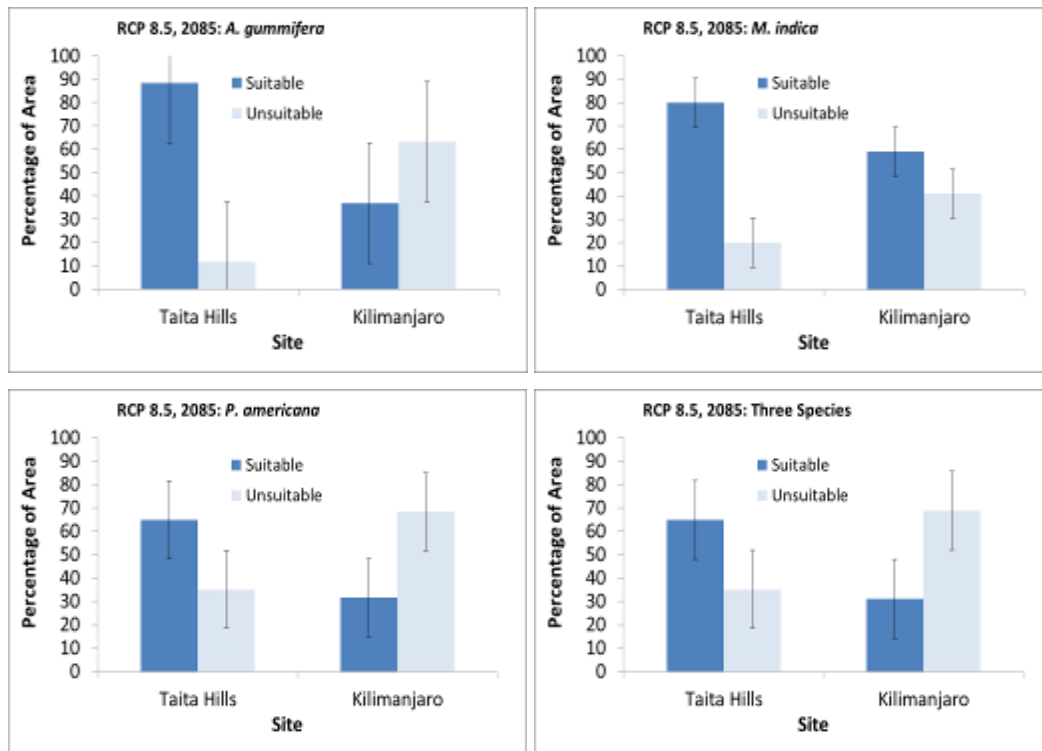 RCP 8.5, 2085: A. gummifera
Percentage of Area
100
90
80
70
60
50
40
30
20
10
0
Suitable
Unsuitable
Taita Hills
Kilimanjaro
Site
RCP 8.5, 2085: M. indica
Percentage of Area
100
90
80
70
60
50
40
30
20
10
0
Suitable
Unsuitable
Taita Hills
Kilimanjaro
Site
RCP 8.5, 2085: P. americana
Percentage of Area
100
90
80
70
60
50
40
30
20
10
0
Suitable
Unsuitable
Taita Hills
Kilimanjaro
Site
RCP 8.5, 2085: Three Species
Percentage of Area
100
90
80
70
60
50
40
30
20
10
0
Suitable
Unsuitable
Taita Hills
Kilimanjaro
Site